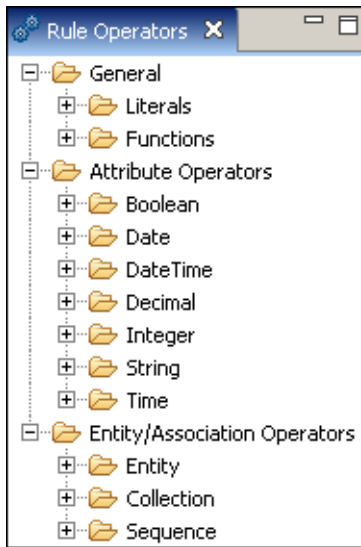 Rule Operators
General
Literals
Functions
Attribute Operators
Boolean
Date
DateTime
Decimal
Integer
String
Time
Entity/Association Operators
Entity
Collection
Sequence